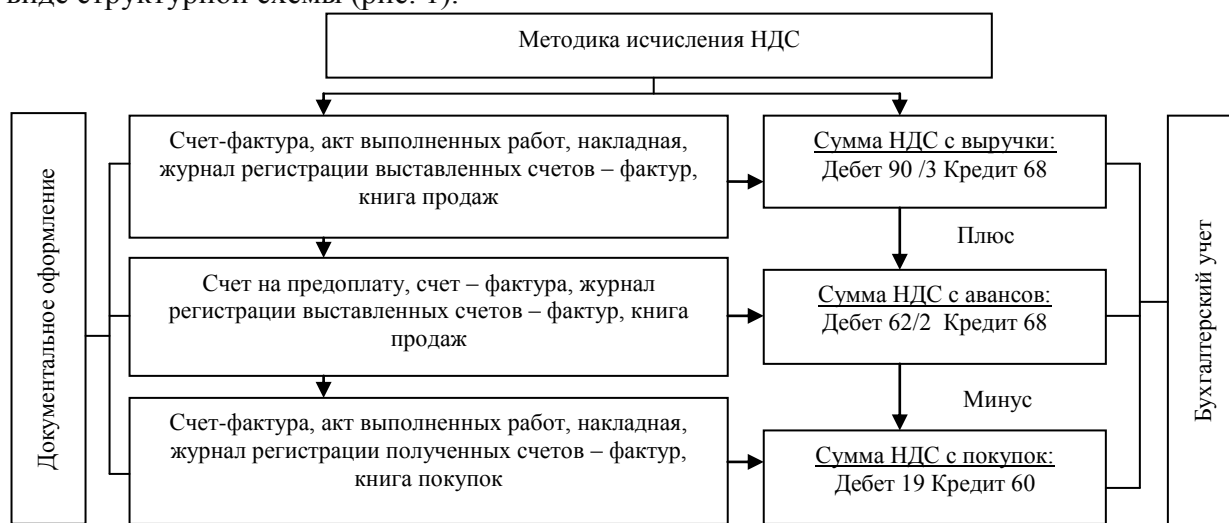 виде структурной схемы (рис. 1).
Методика исчисления НДС
Документальное оформление
Счет-фактура, акт выполненных работ, накладная,
журнал регистрации выставленных счетов – фактур,
книга продаж
Сумма НДС с выручки:
Дебет 90 /3 Кредит 68
Плюс
Счет на предоплату, счет – фактура, журнал
регистрации выставленных счетов – фактур, книга
продаж
Сумма НДС с авансов:
Дебет 62/2 Кредит 68
Минус
Счет-фактура, акт выполненных работ, накладная,
журнал регистрации полученных счетов – фактур,
книга покупок
Сумма НДС с покупок:
Дебет 19 Кредит 60
Бухгалтерский учет